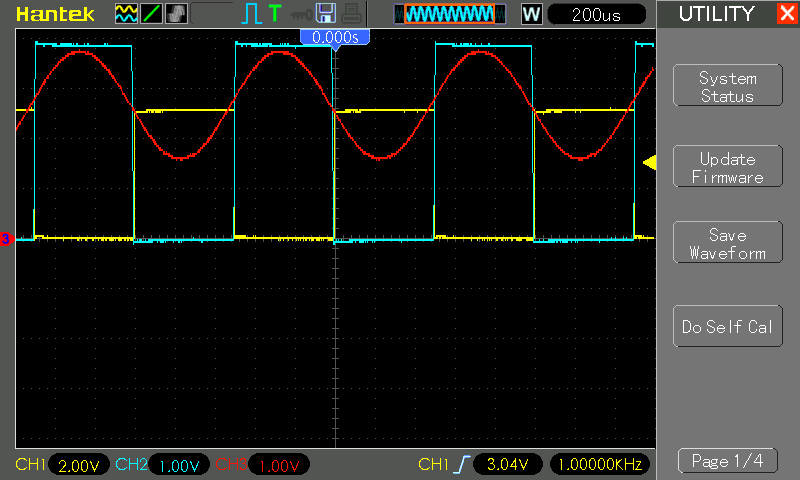 Hantek T W 200us UTILITY X
0.000s
System
Status
Update
Firmware
3
Save
Waveform
Do Self Cal
CH1 2.00V CH2 1.00V CH3 1.00V CH1 3.04V 1.00000KHz Page 1/4